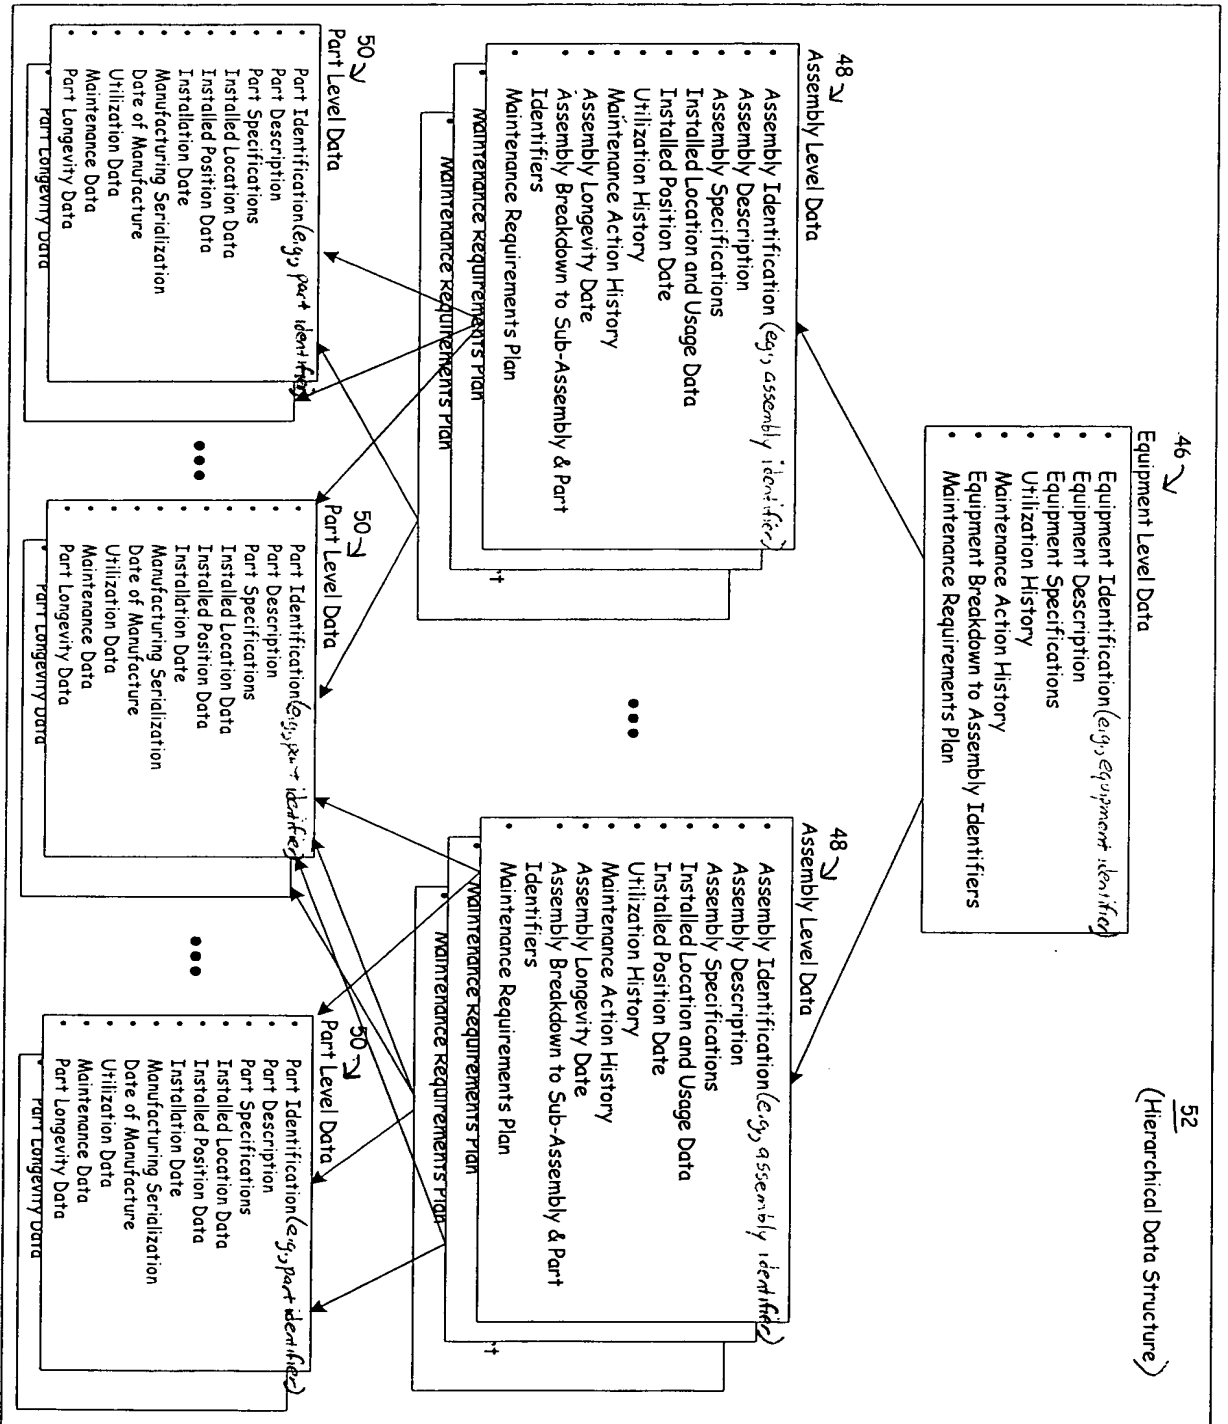 52
(Hierarchical Data Structure)
46
Equipment Level Data
• Equipment Identification (e.g., equipment identifier)
• Equipment Description
• Equipment Specifications
• Utilization History
• Maintenance Action History
• Equipment Breakdown to Assembly Identifiers
• Maintenance Requirements Plan
48
Assembly Level Data
• Assembly Identification (e.g., assembly identifier)
• Assembly Description
• Assembly Specifications
• Installed Location and Usage Data
• Installed Position Date
• Utilization History
• Maintenance Action History
• Assembly Longevity Date
• Assembly Breakdown to Sub-Assembly & Part
Identifiers
• Maintenance Requirements Plan
• Maintenance Requirements Plan
• Maintenance Requirements Plan
...
48
Assembly Level Data
• Assembly Identification (e.g., assembly identifier)
• Assembly Description
• Assembly Specifications
• Installed Location and Usage Data
• Installed Position Date
• Utilization History
• Maintenance Action History
• Assembly Longevity Date
• Assembly Breakdown to Sub-Assembly & Part
Identifiers
• Maintenance Requirements Plan
• Maintenance Requirements Plan
• Maintenance Requirements Plan
50
Part Level Data
• Part Identification (e.g., part identifier)
• Part Description
• Part Specifications
• Installed Location Data
• Installed Position Data
• Installation Date
• Manufacturing Serialization
• Date of Manufacture
• Utilization Data
• Maintenance Data
• Part Longevity Data
• Part Longevity Data
...
50
Part Level Data
• Part Identification (e.g., part identifier)
• Part Description
• Part Specifications
• Installed Location Data
• Installed Position Data
• Installation Date
• Manufacturing Serialization
• Date of Manufacture
• Utilization Data
• Maintenance Data
• Part Longevity Data
• Part Longevity Data
...
50
Part Level Data
• Part Identification (e.g., part identifier)
• Part Description
• Part Specifications
• Installed Location Data
• Installed Position Data
• Installation Date
• Manufacturing Serialization
• Date of Manufacture
• Utilization Data
• Maintenance Data
• Part Longevity Data
• Part Longevity Data